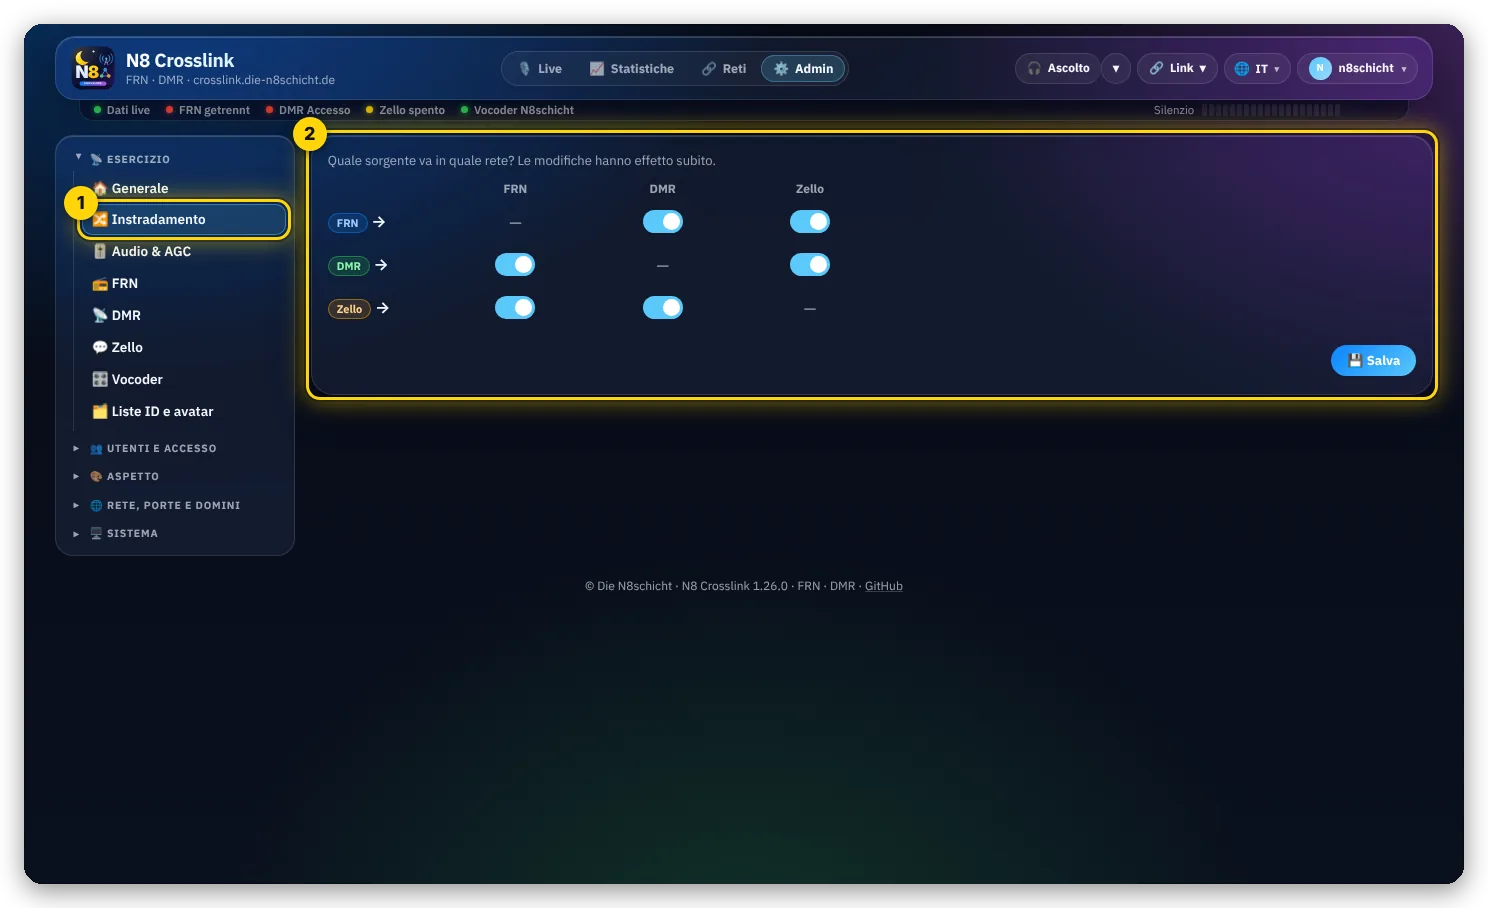 N8 Crosslink
FRN · DMR · crosslink.die-n8schicht.de
Live
Statistiche
Reti
Admin
Ascolto ▼
Link ▼
IT ▼
N n8schicht ▼
Dati live
FRN getrennt
DMR Accesso
Zello spento
Vocoder N8schicht
Silenzio
▼ ESERCIZIO
Generale
1
Instradamento
Audio & AGC
FRN
DMR
Zello
Vocoder
Liste ID e avatar
► UTENTI E ACCESSO
► ASPETTO
► RETE, PORTE E DOMINI
► SISTEMA
2
Quale sorgente va in quale rete? Le modifiche hanno effetto subito.
FRN DMR Zello
FRN → —
DMR → —
Zello → —
Salva
© Die N8schicht · N8 Crosslink 1.26.0 · FRN · DMR · GitHub